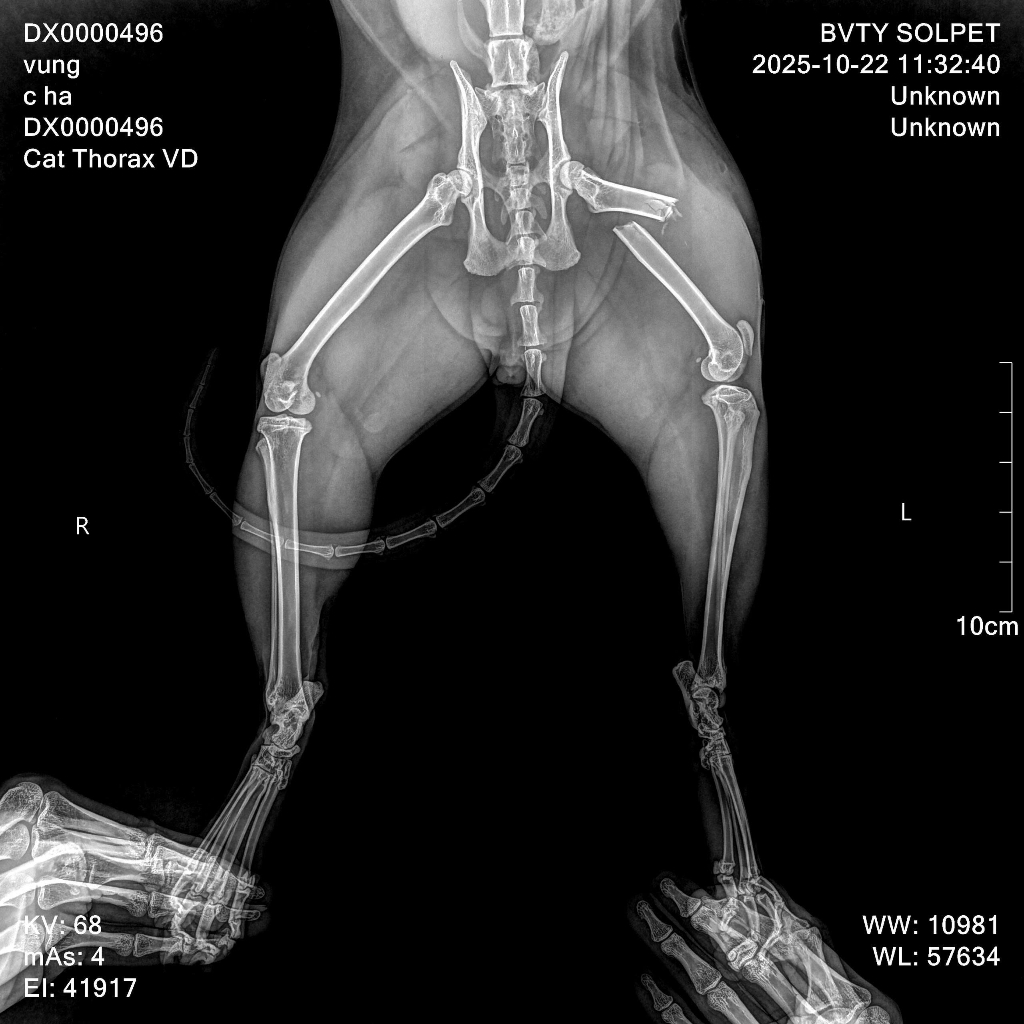 DX0000496
vung
c ha
DX0000496
Cat Thorax VD
BVTY SOLPET
2025-10-22 11:32:40
Unknown
Unknown
R
L
10cm
KV: 68
mAs: 4
EI: 41917
WW: 10981
WL: 57634